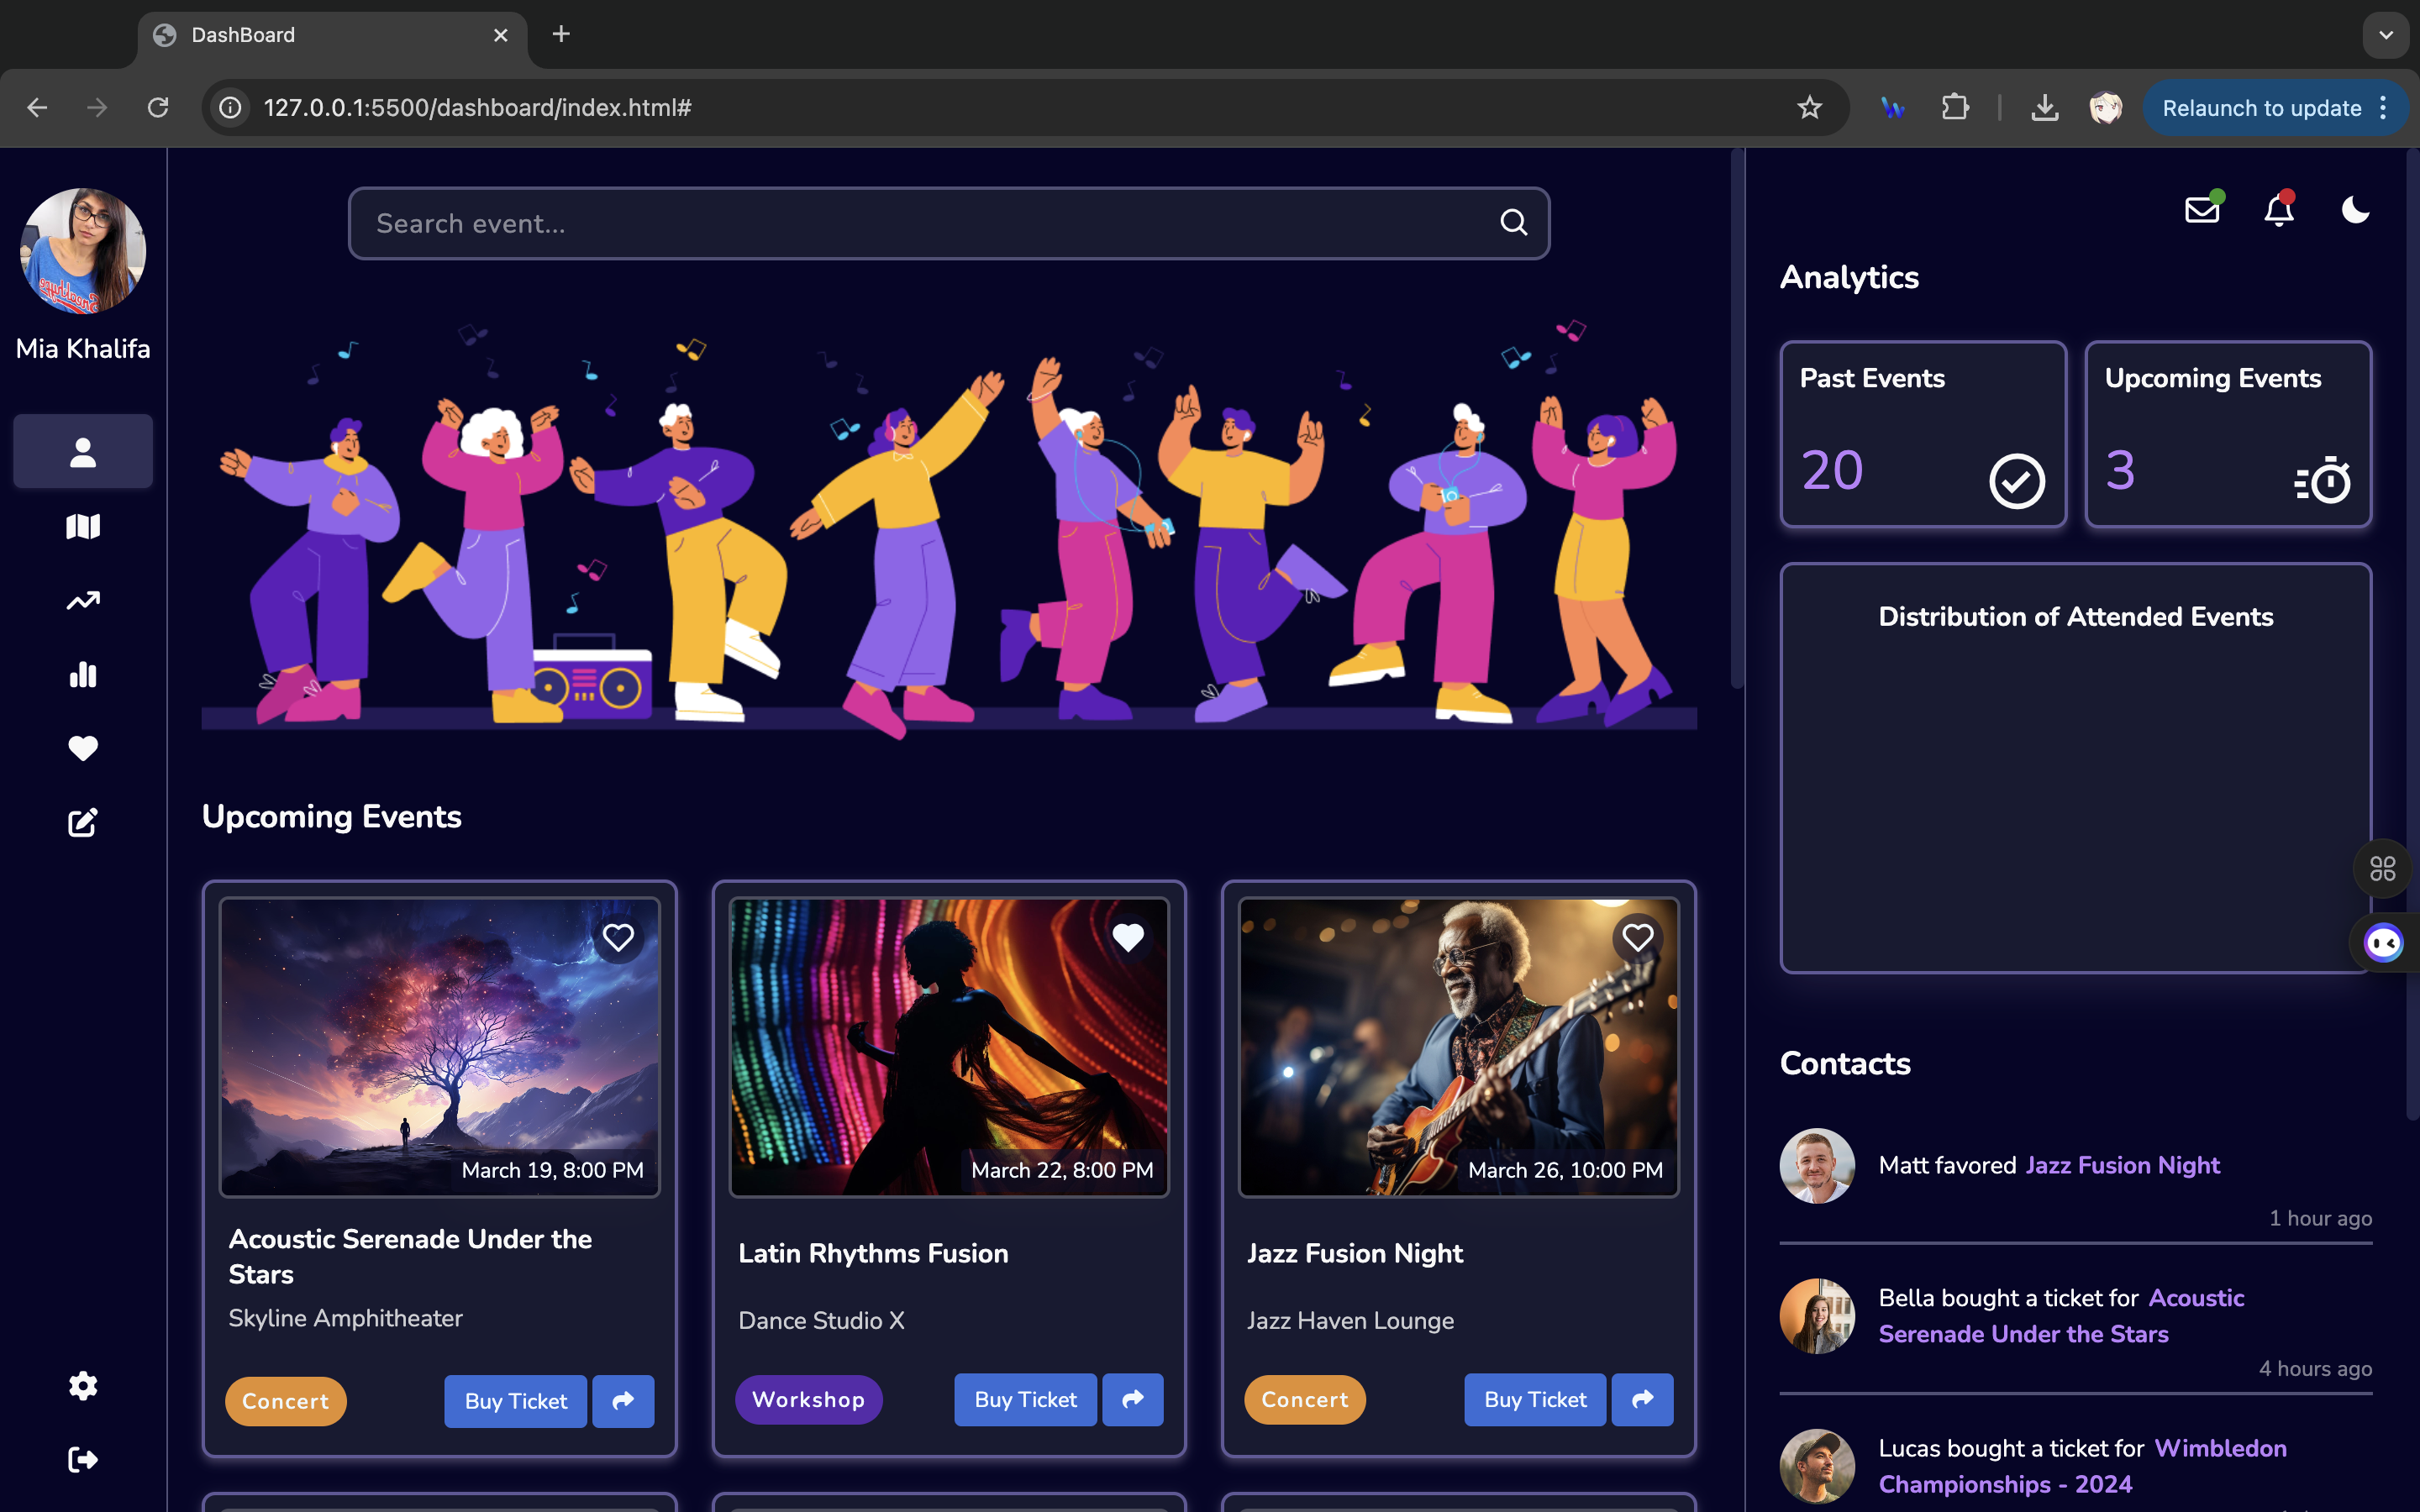 DashBoard
127.0.0.1:5500/dashboard/index.html#
Relaunch to update
Mia Khalifa
Search event...
Upcoming Events
March 19, 8:00 PM
Acoustic Serenade Under the
Stars
Skyline Amphitheater
Concert
Buy Ticket
March 22, 8:00 PM
Latin Rhythms Fusion
Dance Studio X
Workshop
Buy Ticket
March 26, 10:00 PM
Jazz Fusion Night
Jazz Haven Lounge
Concert
Buy Ticket
Analytics
Past Events
20
Upcoming Events
3
Distribution of Attended Events
Contacts
Matt favored Jazz Fusion Night
1 hour ago
Bella bought a ticket for Acoustic
Serenade Under the Stars
4 hours ago
Lucas bought a ticket for Wimbledon
Championships - 2024